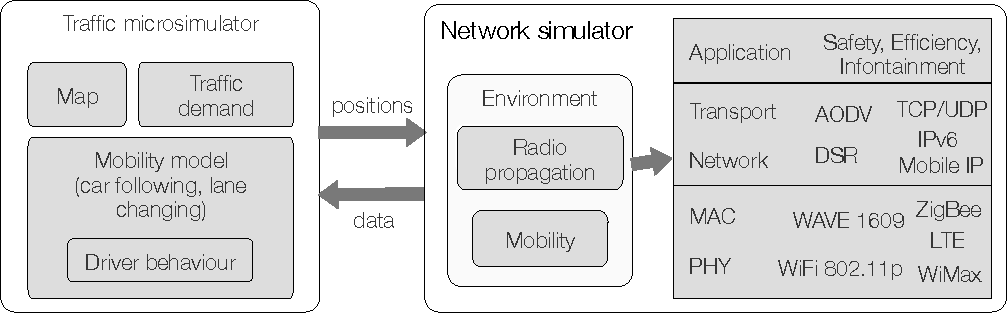 Traffic microsimulator
Map
Traffic
demand
Mobility model
(car following, lane
changing)
Driver behaviour
positions
data
Network simulator
Environment
Radio
propagation
Mobility
Application
Safety, Efficiency,
Infontainment
Transport
AODV
TCP/UDP
IPv6
Network
DSR
Mobile IP
MAC
WAVE 1609
ZigBee
LTE
PHY
WiFi 802.11p
WiMax